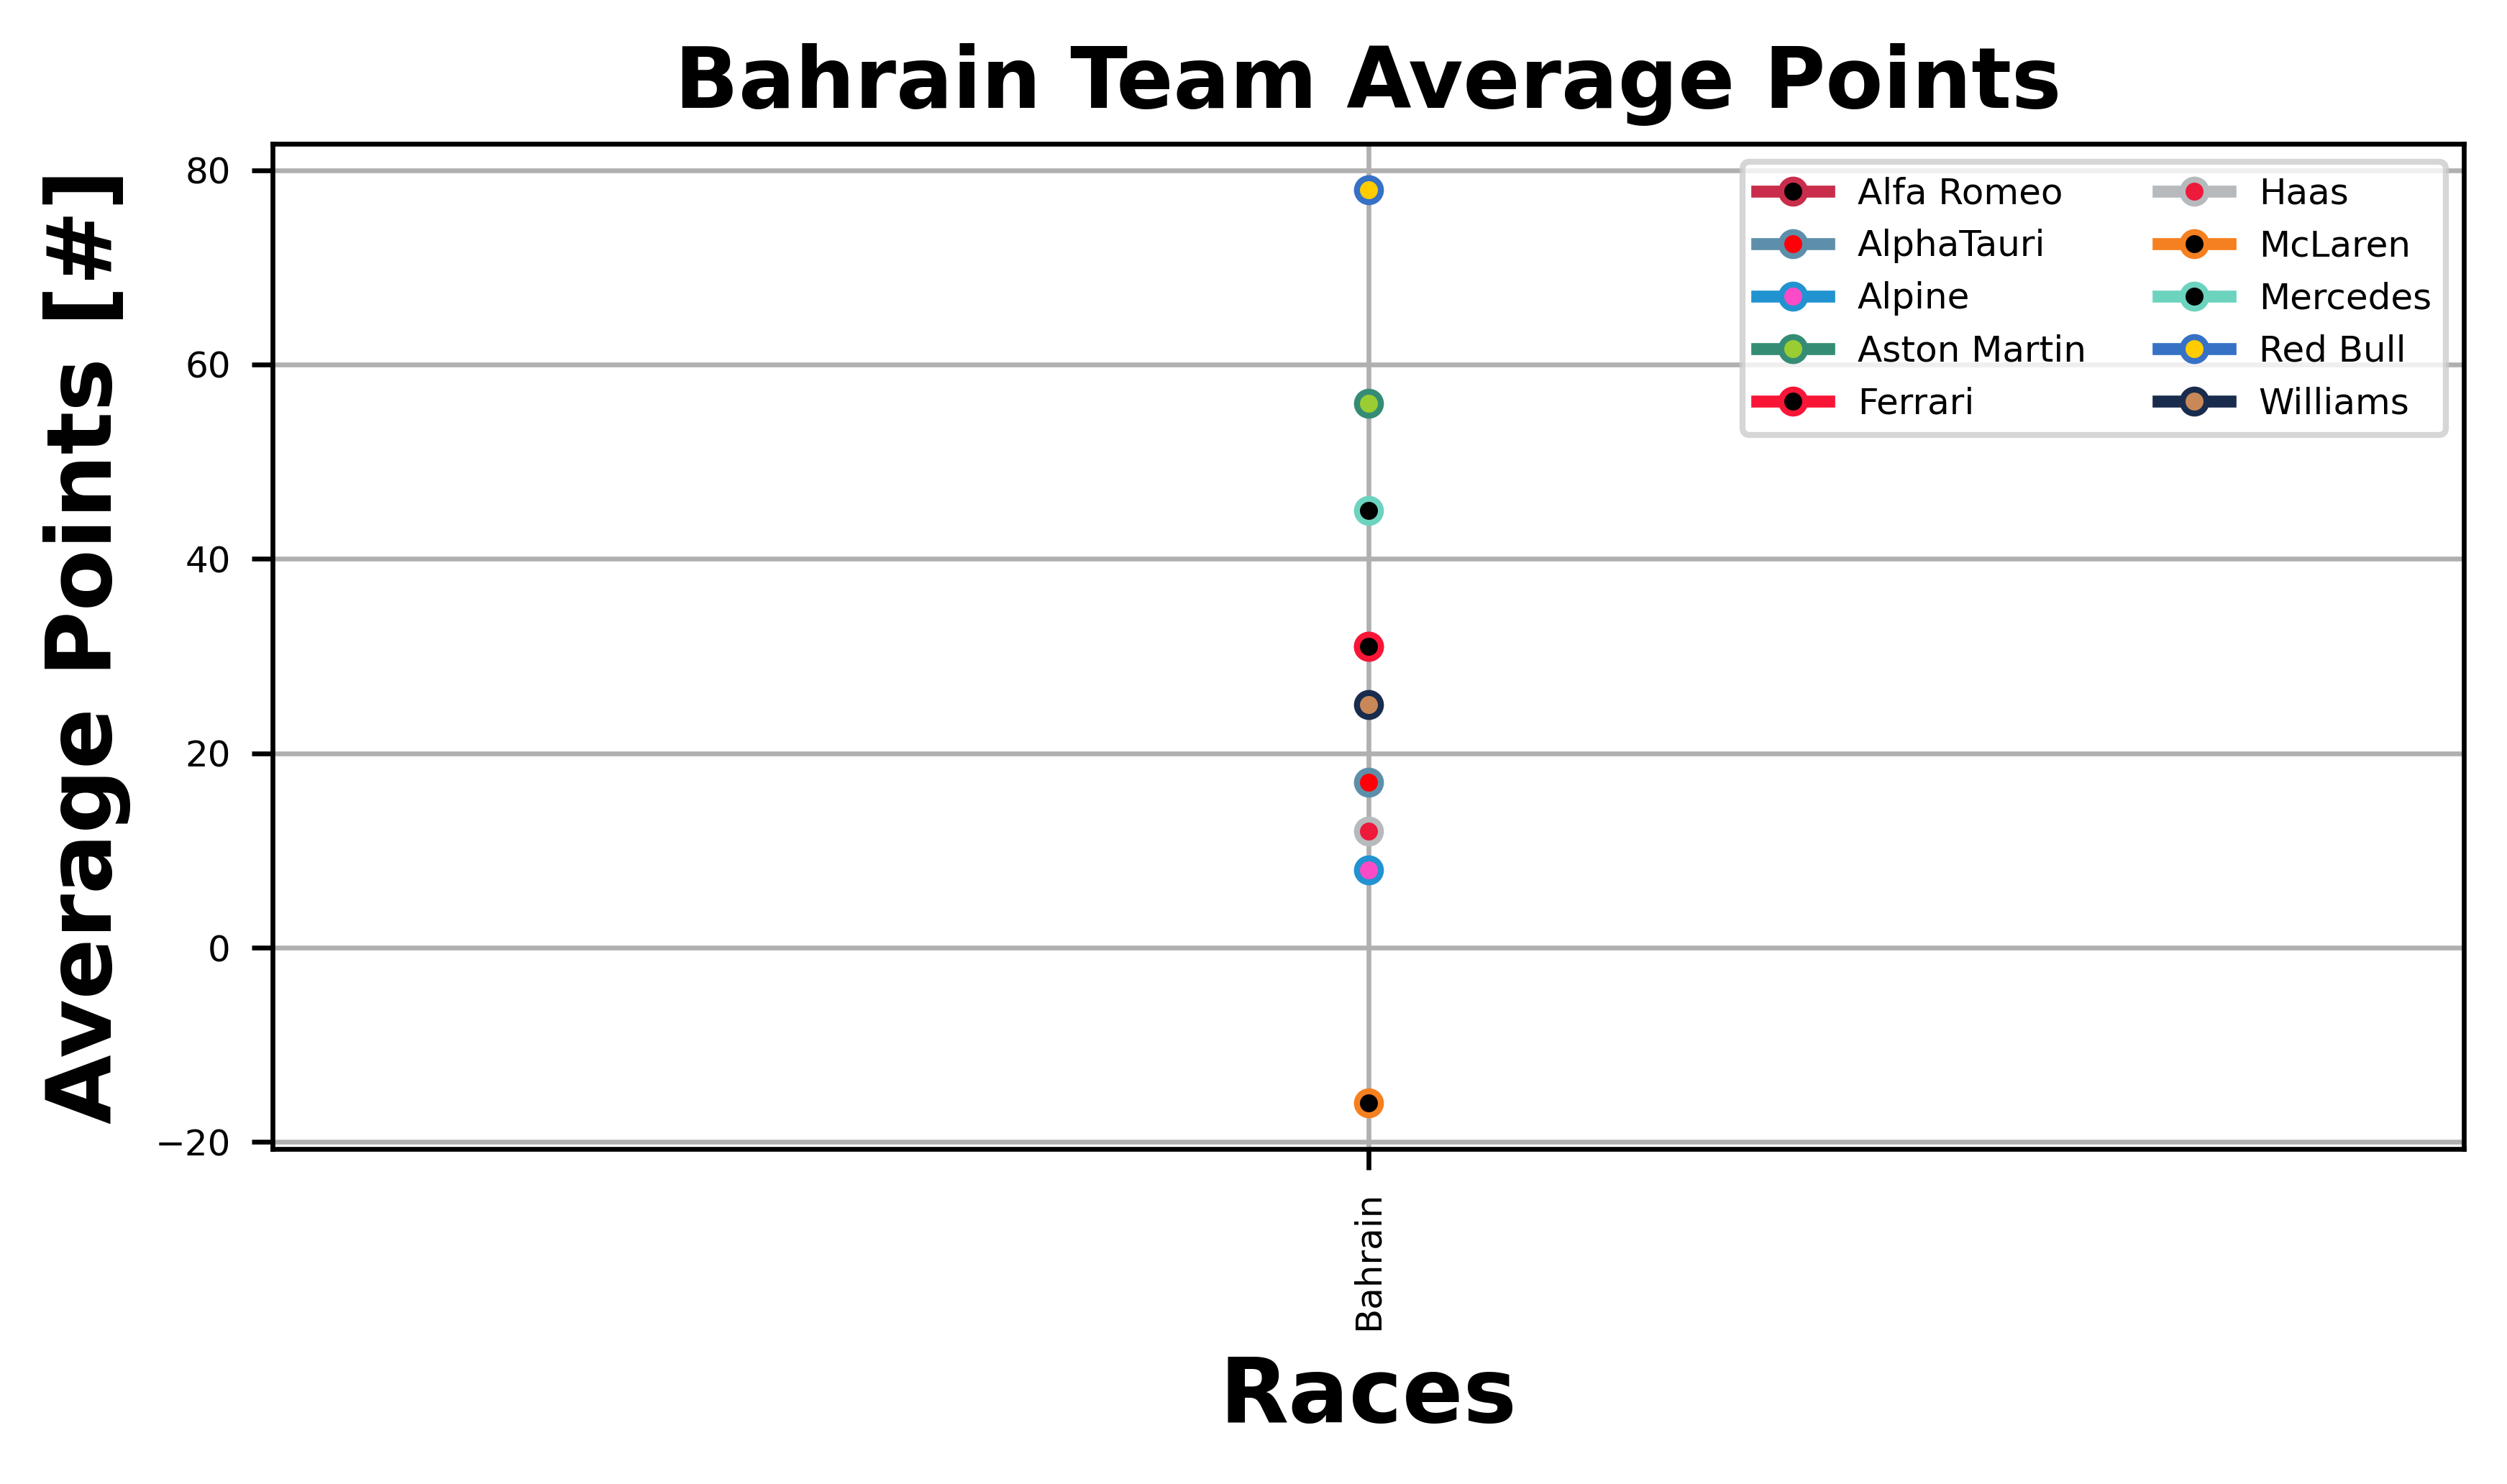 Bahrain Team Average Points
Average Points [#]
80
60
40
20
0
−20
Alfa Romeo
AlphaTauri
Alpine
Aston Martin
Ferrari
Haas
McLaren
Mercedes
Red Bull
Williams
Bahrain
Races